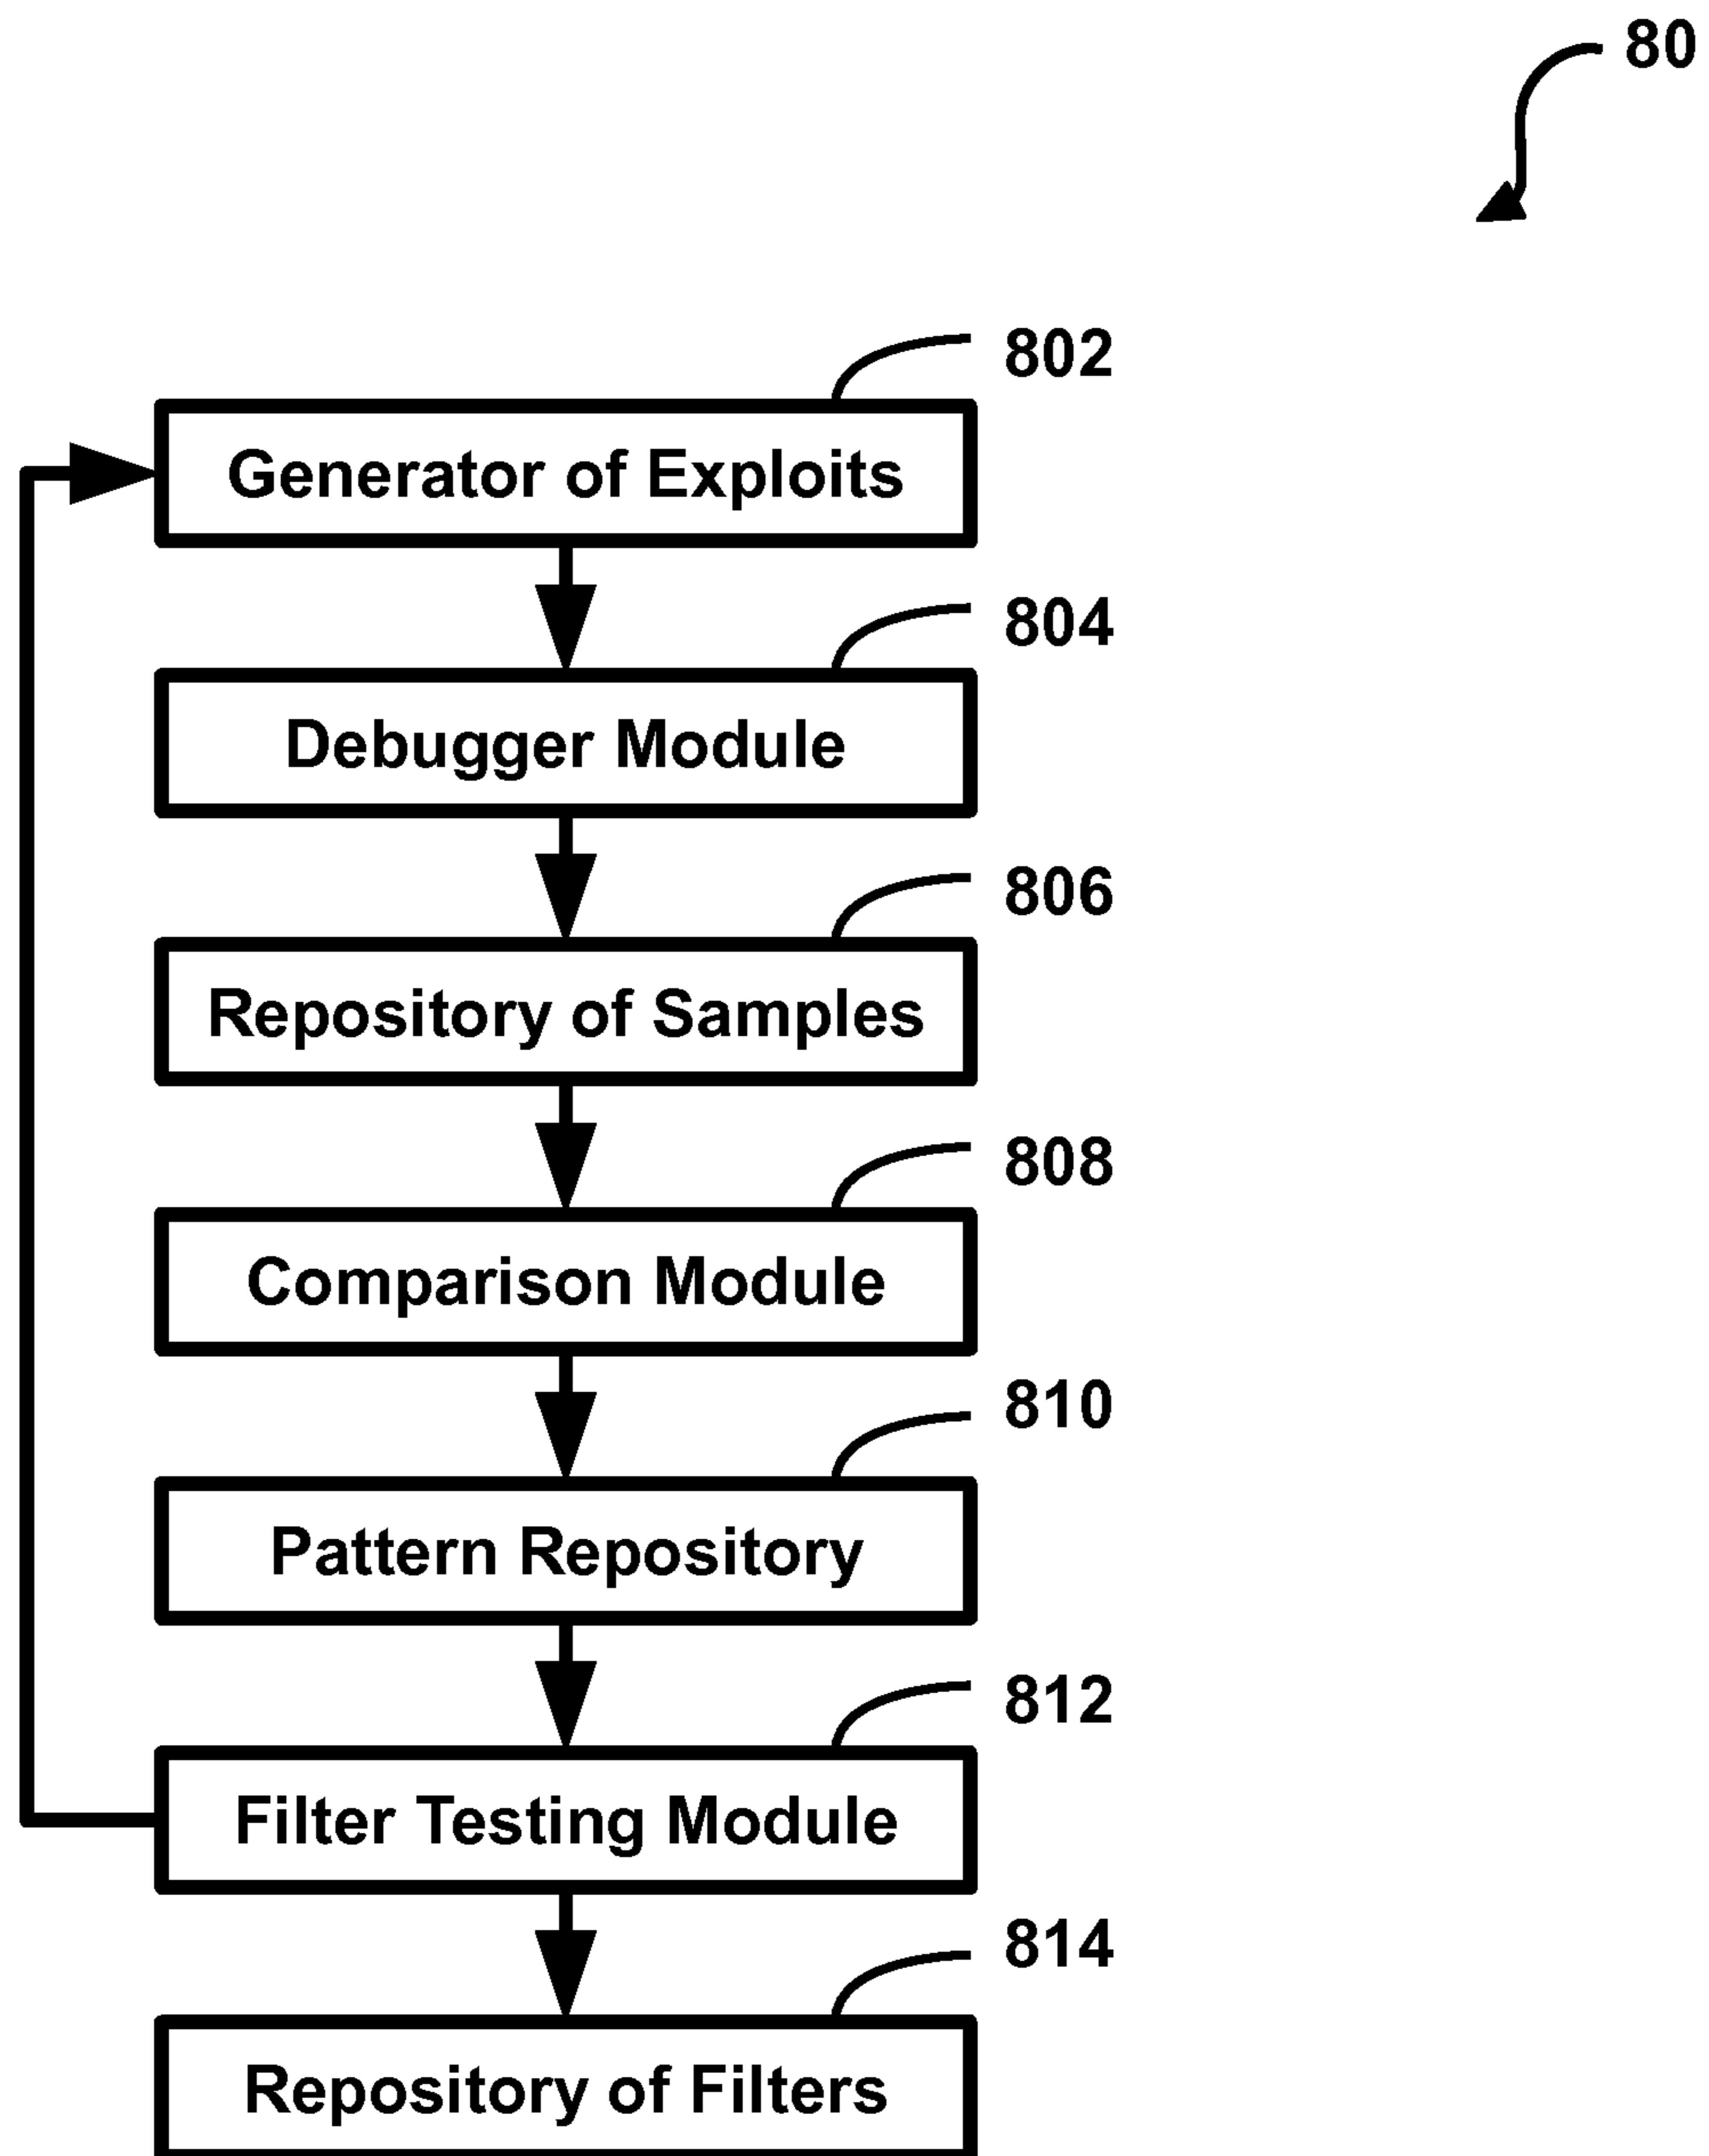 80
802
Generator of Exploits
804
Debugger Module
806
Repository of Samples
808
Comparison Module
810
Pattern Repository
812
Filter Testing Module
814
Repository of Filters